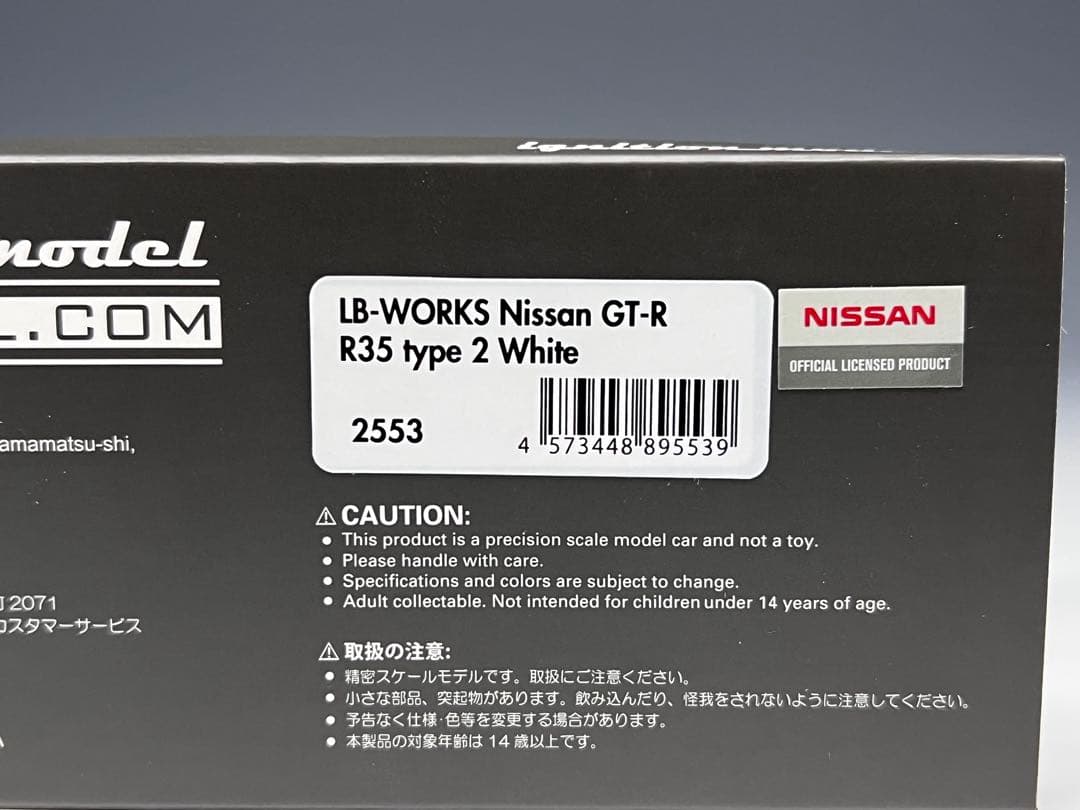 ignition
model
.COM
LB-WORKS Nissan GT-R
R35 type 2 White
2553
4 573448 895539
NISSAN
OFFICIAL LICENSED PRODUCT
amamatsu-shi,
2071
カスタマーサービス
⚠ CAUTION:
● This product is a precision scale model car and not a toy.
● Please handle with care.
● Specifications and colors are subject to change.
● Adult collectable. Not intended for children under 14 years of age.
⚠ 取扱の注意:
● 精密スケールモデルです。取扱にご注意ください。
● 小さな部品、突起物があります。飲み込んだり、怪我をされないように注意してください。
● 予告なく仕様·色等を変更する場合があります。
● 本製品の対象年齢は 14 歳以上です。